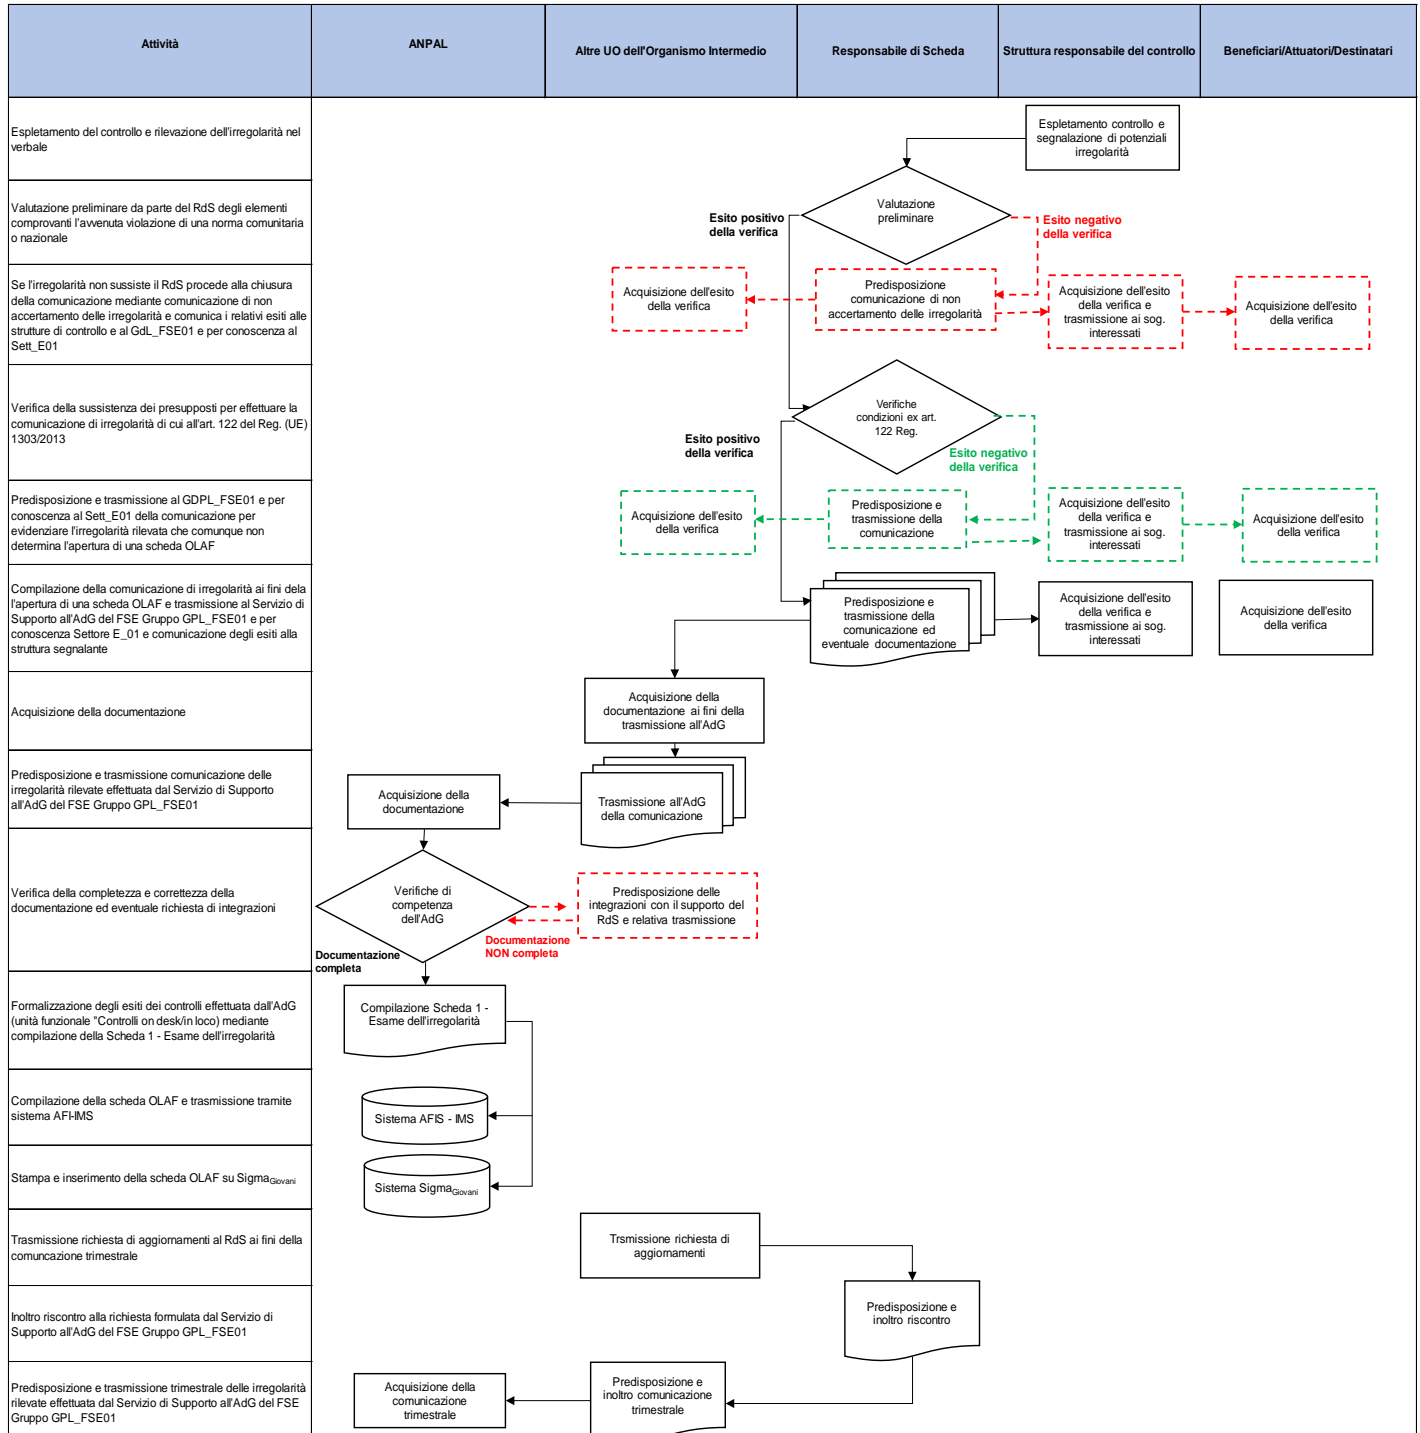 Attività
ANPAL
Altre UO dell'Organismo Intermedio
Responsabile di Scheda
Struttura responsabile del controllo
Beneficiari/Attuatori/Destinatari
Espletamento del controllo e rilevazione dell'irregolarità nel
verbale
Espletamento controllo e
segnalazione di potenziali
irregolarità
Valutazione preliminare da parte del RdS degli elementi
comprovanti l'avvenuta violazione di una norma comunitaria
o nazionale
Valutazione
preliminare
Esito positivo
della verifica
Esito negativo
della verifica
Se l'irregolarità non sussiste il RdS procede alla chiusura
della comunicazione mediante comunicazione di non
accertamento delle irregolarità e comunica i relativi esiti alle
strutture di controllo e al GdL_FSE01 e per conoscenza al
Sett_E01
Acquisizione dell'esito
della verifica
Predisposizione
comunicazione di non
accertamento delle irregolarità
Acquisizione dell'esito
della verifica e
trasmissione ai sog.
interessati
Acquisizione dell'esito
della verifica
Verifica della sussistenza dei presupposti per effettuare la
comunicazione di irregolarità di cui all'art. 122 del Reg. (UE)
1303/2013
Verifiche
condizioni ex art.
122 Reg.
Esito positivo
della verifica
Esito negativo
della verifica
Predisposizione e trasmissione al GDPL_FSE01 e per
conoscenza al Sett_E01 della comunicazione per
evidenziare l'irregolarità rilevata che comunque non
determina l'apertura di una scheda OLAF
Acquisizione dell'esito
della verifica
Predisposizione e
trasmissione della
comunicazione
Acquisizione dell'esito
della verifica e
trasmissione ai sog.
interessati
Acquisizione dell'esito
della verifica
Compilazione della comunicazione di irregolarità ai fini dela
l'apertura di una scheda OLAF e trasmissione al Servizio di
Supporto all'AdG del FSE Gruppo GPL_FSE01 e per
conoscenza Settore E_01 e comunicazione degli esiti alla
struttura segnalante
Predisposizione e
trasmissione della
comunicazione ed
eventuale documentazione
Acquisizione dell'esito
della verifica e
trasmissione ai sog.
interessati
Acquisizione dell'esito
della verifica
Acquisizione della documentazione
Acquisizione della
documentazione ai fini della
trasmissione all'AdG
Predisposizione e trasmissione comunicazione delle
irregolarità rilevate effettuata dal Servizio di Supporto
all'AdG del FSE Gruppo GPL_FSE01
Acquisizione della
documentazione
Trasmissione all'AdG
della comunicazione
Verifica della completezza e correttezza della
documentazione ed eventuale richiesta di integrazioni
Verifiche di
competenza
dell'AdG
Predisposizione delle
integrazioni con il supporto del
RdS e relativa trasmissione
Documentazione
NON completa
Documentazione
completa
Formalizzazione degli esiti dei controlli effettuata dall'AdG
(unità funzionale "Controlli on desk/in loco) mediante
compilazione della Scheda 1 - Esame dell'irregolarità
Compilazione Scheda 1 -
Esame dell'irregolarità
Compilazione della scheda OLAF e trasmissione tramite
sistema AFI-IMS
Sistema AFIS - IMS
Stampa e inserimento della scheda OLAF su SigmaGiovani
Sistema SigmaGiovani
Trasmissione richiesta di aggiornamenti al RdS ai fini della
comuncazione trimestrale
Trsmissione richiesta di
aggiornamenti
Inoltro riscontro alla richiesta formulata dal Servizio di
Supporto all'AdG del FSE Gruppo GPL_FSE01
Predisposizione e
inoltro riscontro
Predisposizione e trasmissione trimestrale delle irregolarità
rilevate effettuata dal Servizio di Supporto all'AdG del FSE
Gruppo GPL_FSE01
Acquisizione della
comunicazione
trimestrale
Predisposizione e
inoltro comunicazione
trimestrale